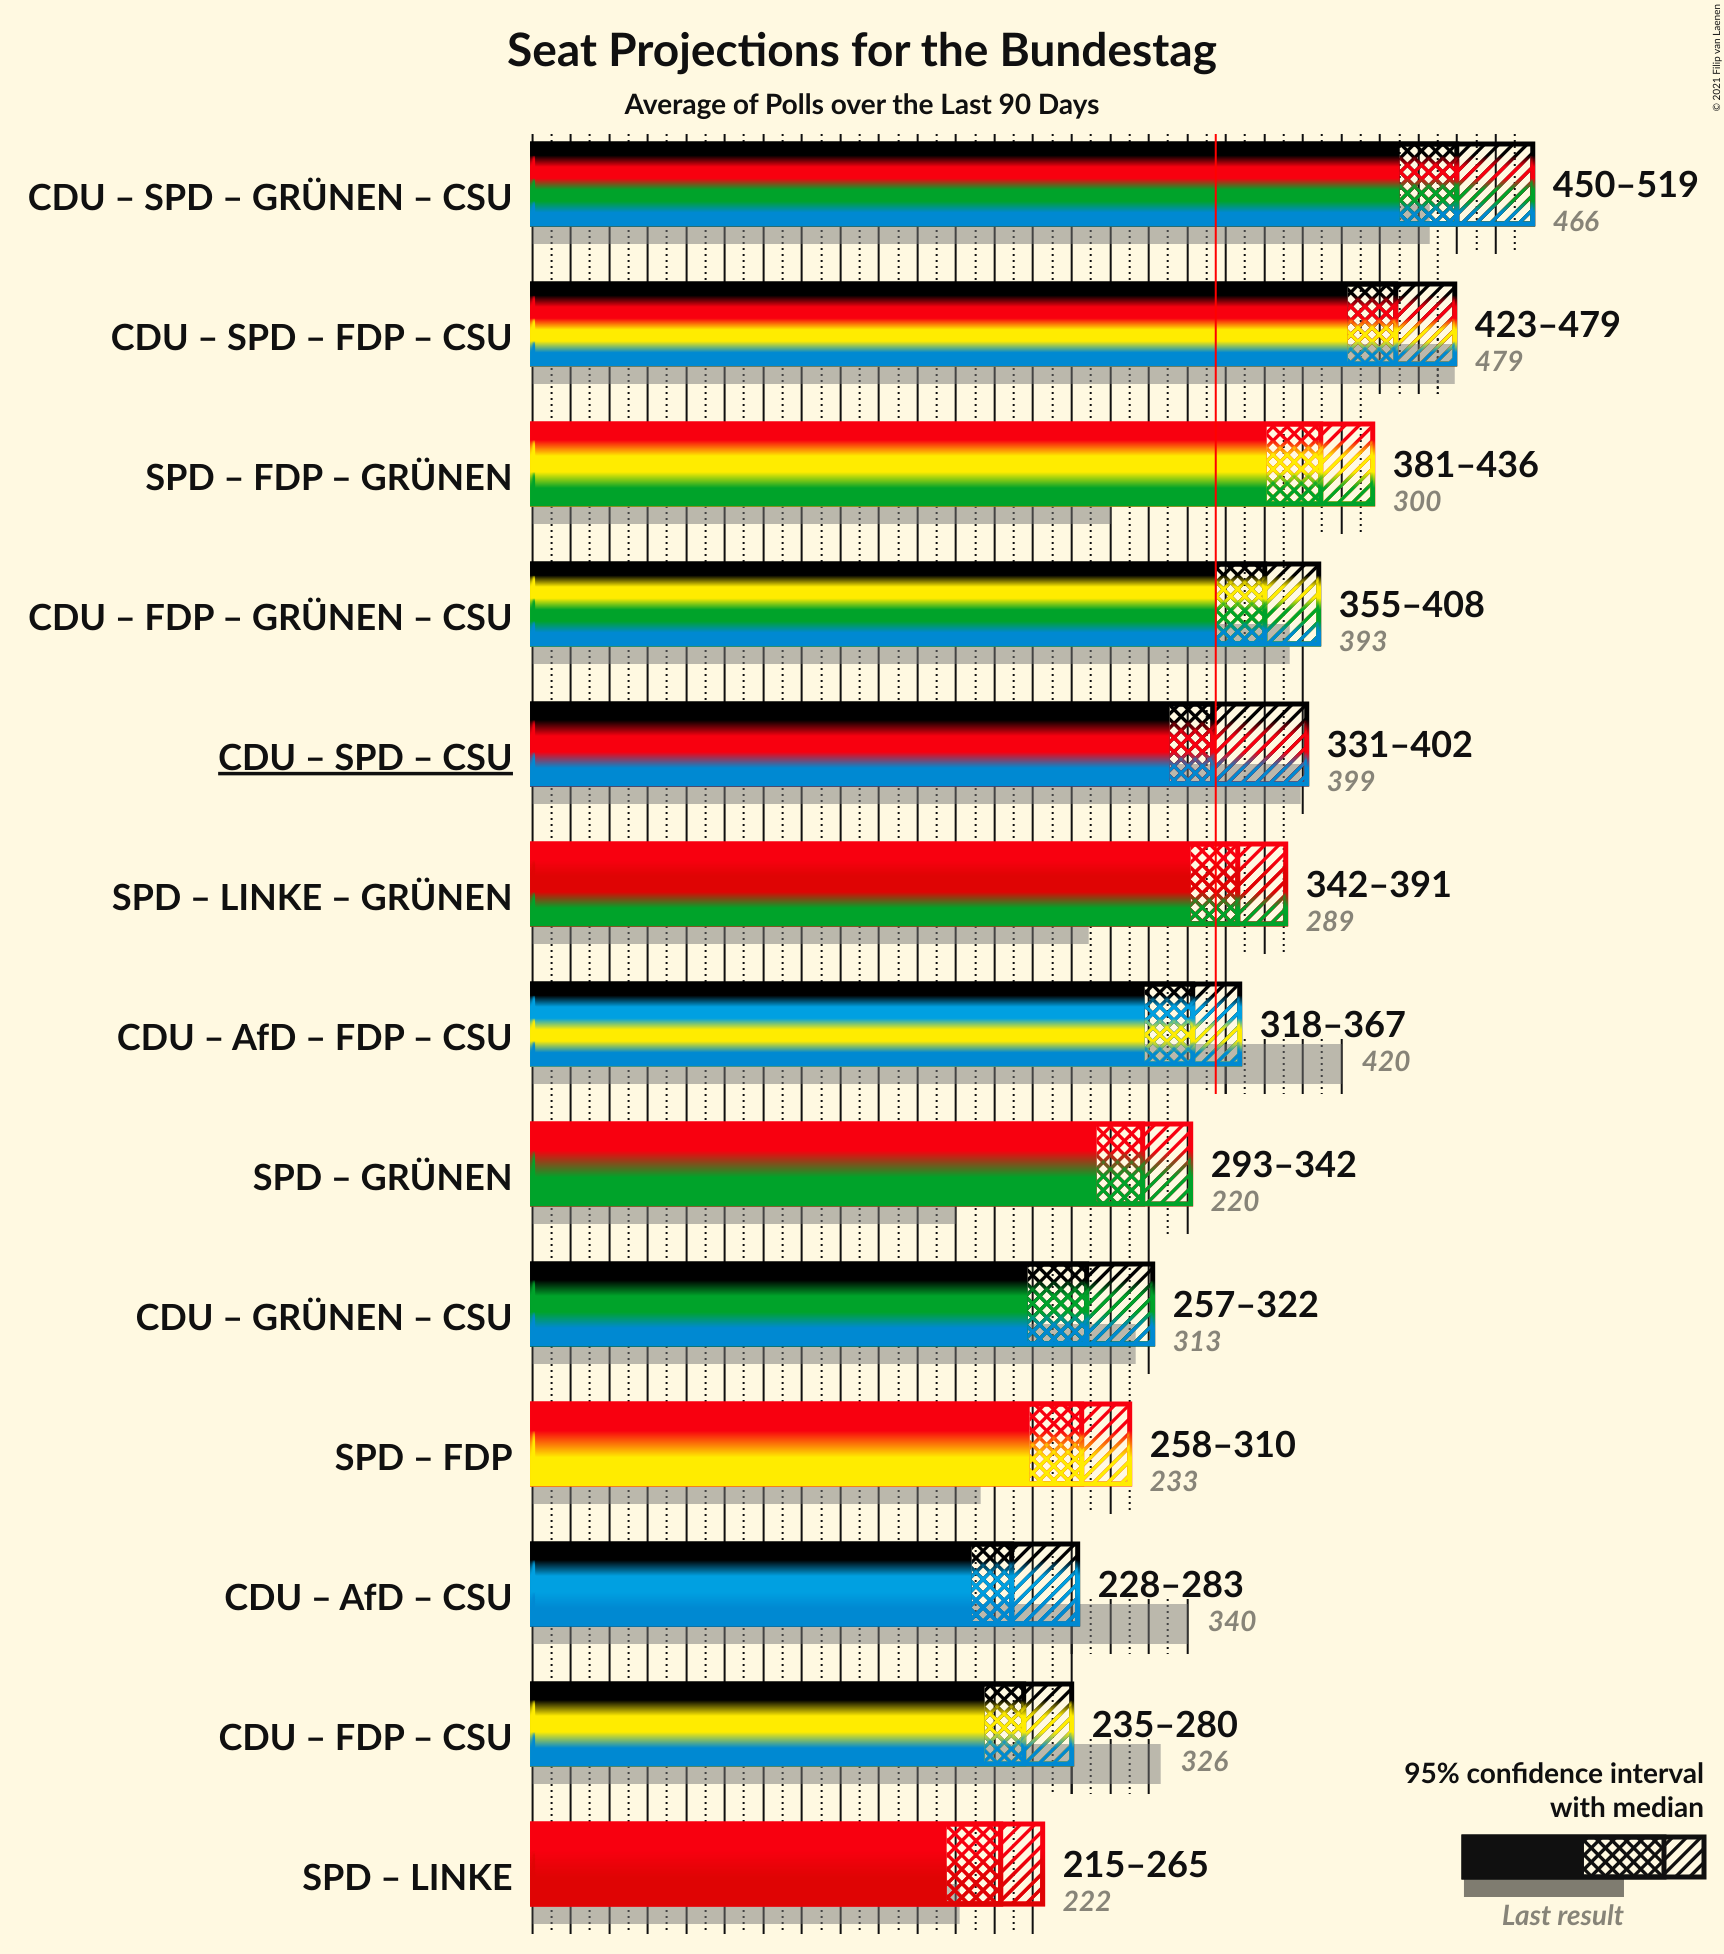 Seat Projections for the Bundestag
Average of Polls over the Last 90 Days
© 2021 Filip van Laenen
CDU – SPD – GRÜNEN – CSU
450–519
466
CDU – SPD – FDP – CSU
423–479
479
SPD – FDP – GRÜNEN
381–436
300
CDU – FDP – GRÜNEN – CSU
355–408
393
CDU – SPD – CSU
331–402
399
SPD – LINKE – GRÜNEN
342–391
289
CDU – AfD – FDP – CSU
318–367
420
SPD – GRÜNEN
293–342
220
CDU – GRÜNEN – CSU
257–322
313
SPD – FDP
258–310
233
CDU – AfD – CSU
228–283
340
CDU – FDP – CSU
235–280
326
SPD – LINKE
215–265
222
95% confidence interval
with median
Last result